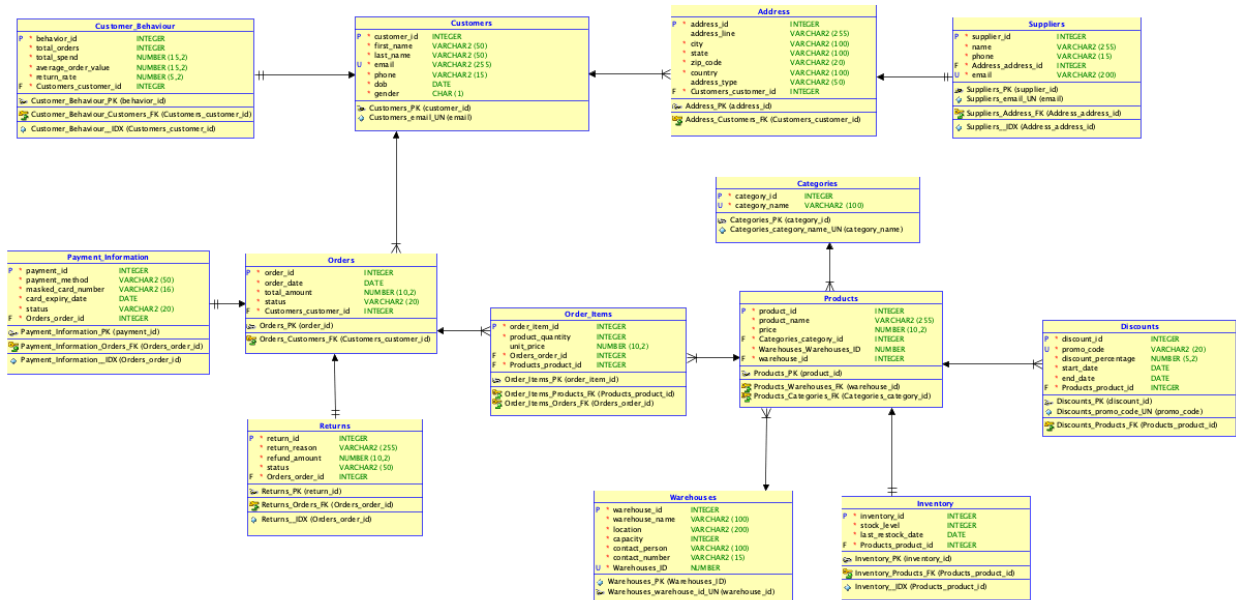 Customer_Behaviour
P * behavior_id INTEGER
* total_orders INTEGER
* total_spend NUMBER (15,2)
* average_order_value NUMBER (15,2)
* return_rate NUMBER (5,2)
F * Customers_customer_id INTEGER
Customer_Behaviour_PK (behavior_id)
Customer_Behaviour_Customers_FK (Customers_customer_id)
Customer_Behaviour__IDX (Customers_customer_id)
Customers
P * customer_id INTEGER
* first_name VARCHAR2 (50)
* last_name VARCHAR2 (50)
U * email VARCHAR2 (255)
* phone VARCHAR2 (15)
* dob DATE
* gender CHAR (1)
Customers_PK (customer_id)
Customers_email_UN (email)
Address
P * address_id INTEGER
address_line VARCHAR2 (255)
* city VARCHAR2 (100)
* state VARCHAR2 (100)
* zip_code VARCHAR2 (20)
* country VARCHAR2 (100)
address_type VARCHAR2 (50)
F * Customers_customer_id INTEGER
Address_PK (address_id)
Address_Customers_FK (Customers_customer_id)
Suppliers
P * supplier_id INTEGER
* name VARCHAR2 (255)
* phone VARCHAR2 (15)
F * Address_address_id INTEGER
U * email VARCHAR2 (200)
Suppliers_PK (supplier_id)
Suppliers_email_UN (email)
Suppliers_Address_FK (Address_address_id)
Suppliers__IDX (Address_address_id)
Categories
P * category_id INTEGER
U * category_name VARCHAR2 (100)
Categories_PK (category_id)
Categories_category_name_UN (category_name)
Payment_Information
P * payment_id INTEGER
* payment_method VARCHAR2 (50)
* masked_card_number VARCHAR2 (16)
* card_expiry_date DATE
* status VARCHAR2 (20)
F * Orders_order_id INTEGER
Payment_Information_PK (payment_id)
Payment_Information_Orders_FK (Orders_order_id)
Payment_Information__IDX (Orders_order_id)
Orders
P * order_id INTEGER
* order_date DATE
* total_amount NUMBER (10,2)
* status VARCHAR2 (20)
F * Customers_customer_id INTEGER
Orders_PK (order_id)
Orders_Customers_FK (Customers_customer_id)
Order_Items
P * order_item_id INTEGER
* product_quantity INTEGER
unit_price NUMBER (10,2)
F * Orders_order_id INTEGER
F * Products_product_id INTEGER
Order_Items_PK (order_item_id)
Order_Items_Products_FK (Products_product_id)
Order_Items_Orders_FK (Orders_order_id)
Products
P * product_id INTEGER
* product_name VARCHAR2 (255)
* price NUMBER (10,2)
F * Categories_category_id INTEGER
* Warehouses_Warehouses_ID NUMBER
F * warehouse_id INTEGER
Products_PK (product_id)
Products_Warehouses_FK (warehouse_id)
Products_Categories_FK (Categories_category_id)
Discounts
P * discount_id INTEGER
U * promo_code VARCHAR2 (20)
* discount_percentage NUMBER (5,2)
* start_date DATE
* end_date DATE
F * Products_product_id INTEGER
Discounts_PK (discount_id)
Discounts_promo_code_UN (promo_code)
Discounts_Products_FK (Products_product_id)
Returns
P * return_id INTEGER
* return_reason VARCHAR2 (255)
* refund_amount NUMBER (10,2)
* status VARCHAR2 (50)
F * Orders_order_id INTEGER
Returns_PK (return_id)
Returns_Orders_FK (Orders_order_id)
Returns__IDX (Orders_order_id)
Warehouses
P * warehouse_id INTEGER
* warehouse_name VARCHAR2 (100)
* location VARCHAR2 (200)
* capacity INTEGER
* contact_person VARCHAR2 (100)
* contact_number VARCHAR2 (15)
U * Warehouses_ID NUMBER
Warehouses_PK (Warehouses_ID)
Warehouses_warehouse_id_UN (warehouse_id)
Inventory
P * inventory_id INTEGER
* stock_level INTEGER
* last_restock_date DATE
F * Products_product_id INTEGER
Inventory_PK (inventory_id)
Inventory_Products_FK (Products_product_id)
Inventory__IDX (Products_product_id)